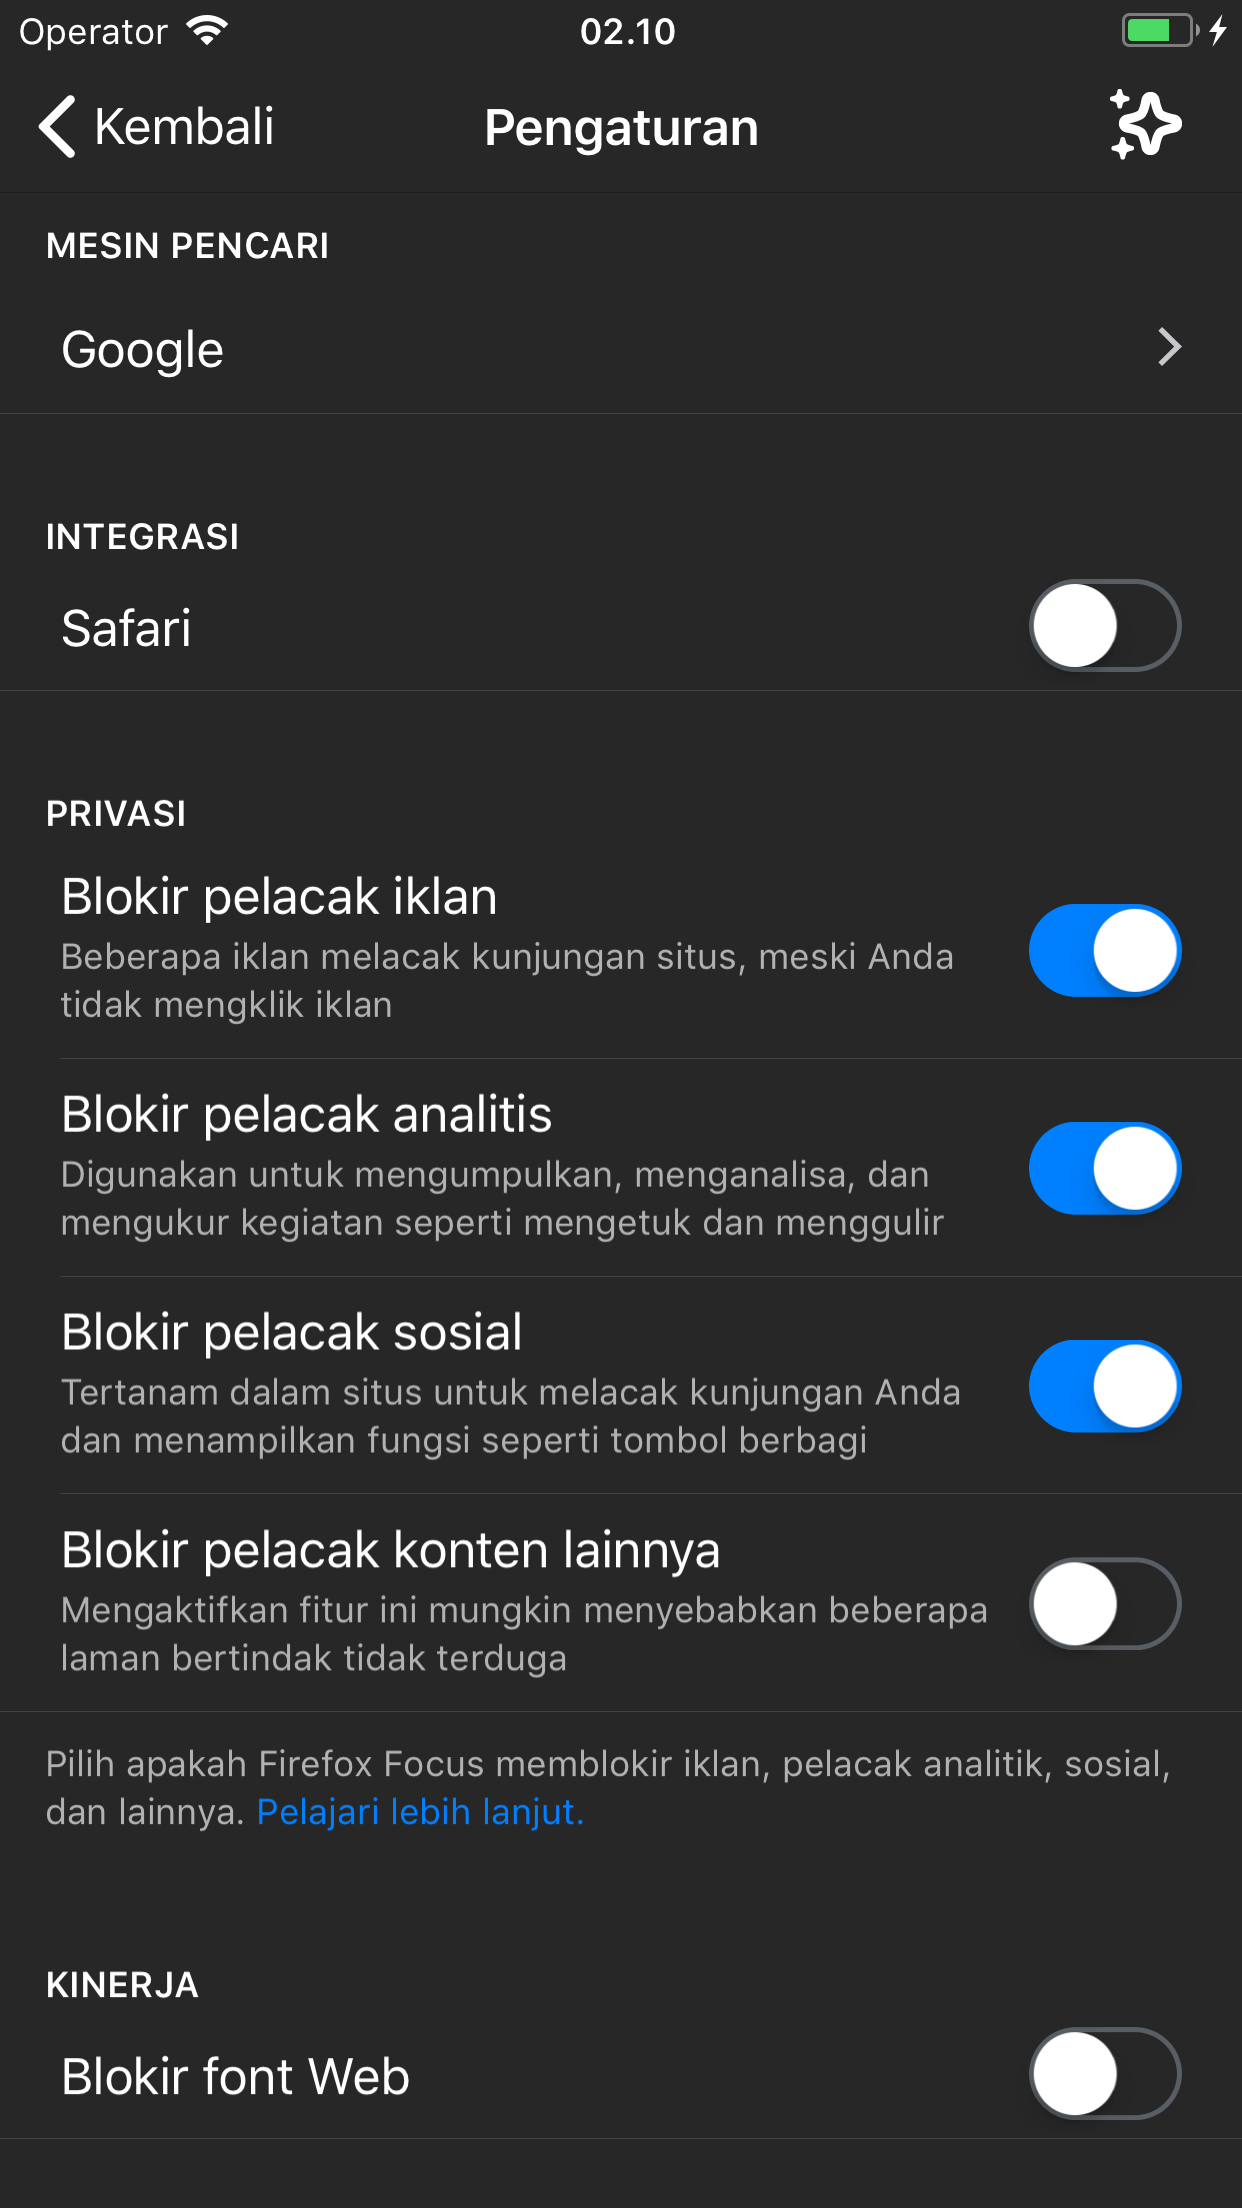 Operator
02.10
Kembali
Pengaturan
MESIN PENCARI
Google
INTEGRASI
Safari
PRIVASI
Blokir pelacak iklan
Beberapa iklan melacak kunjungan situs, meski Anda
tidak mengklik iklan
Blokir pelacak analitis
Digunakan untuk mengumpulkan, menganalisa, dan
mengukur kegiatan seperti mengetuk dan menggulir
Blokir pelacak sosial
Tertanam dalam situs untuk melacak kunjungan Anda
dan menampilkan fungsi seperti tombol berbagi
Blokir pelacak konten lainnya
Mengaktifkan fitur ini mungkin menyebabkan beberapa
laman bertindak tidak terduga
Pilih apakah Firefox Focus memblokir iklan, pelacak analitik, sosial,
dan lainnya. Pelajari lebih lanjut.
KINERJA
Blokir font Web